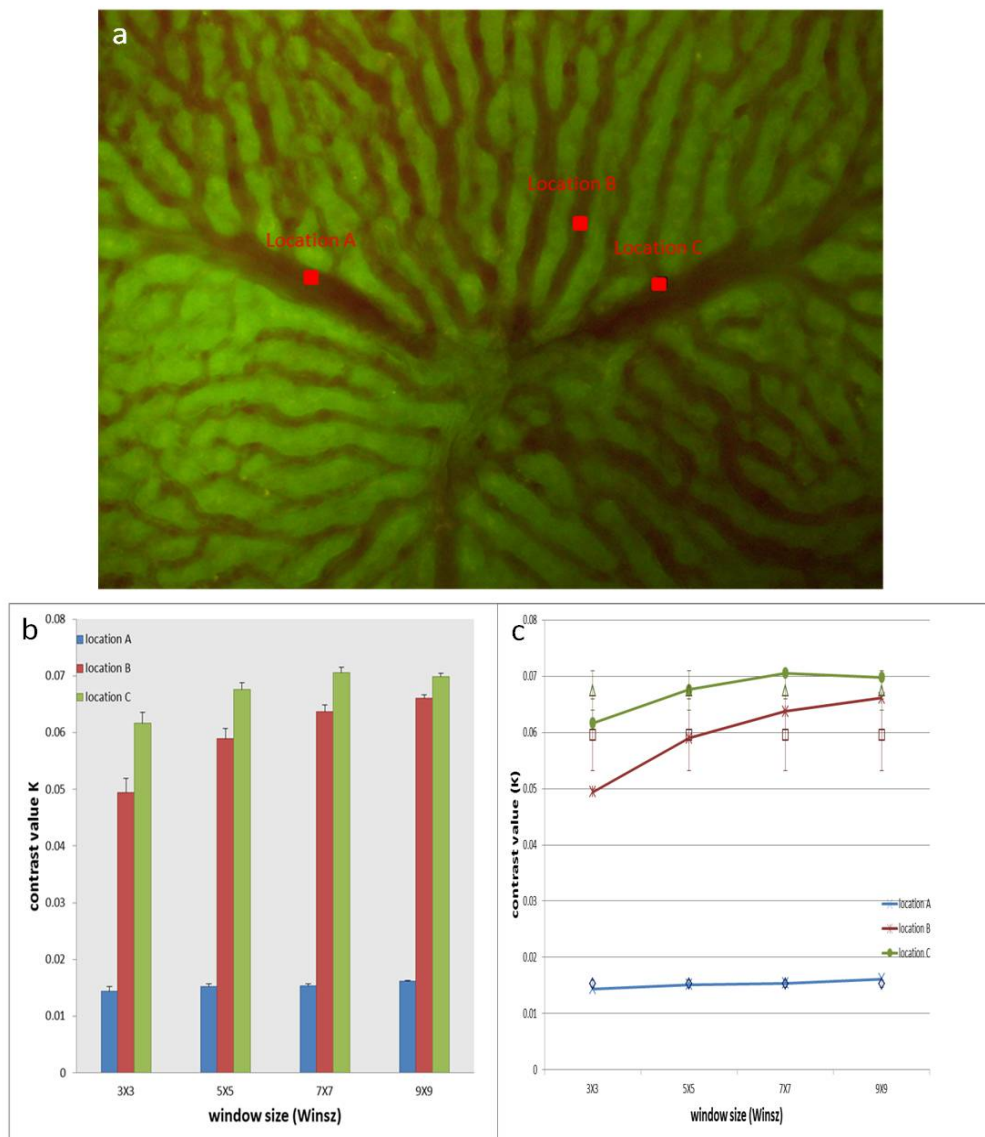 a
Location B
Location A
Location C
b
location A
location B
location C
0.08
0.07
0.06
0.05
0.04
0.03
0.02
0.01
0
contrast value K
3X3
5X5
7X7
9X9
window size (Winsz)
c
0.08
0.07
0.06
0.05
0.04
0.03
0.02
0.01
0
contrast value (K)
location A
location B
location C
3X3
5X5
7X7
9X9
window size (Winsz)